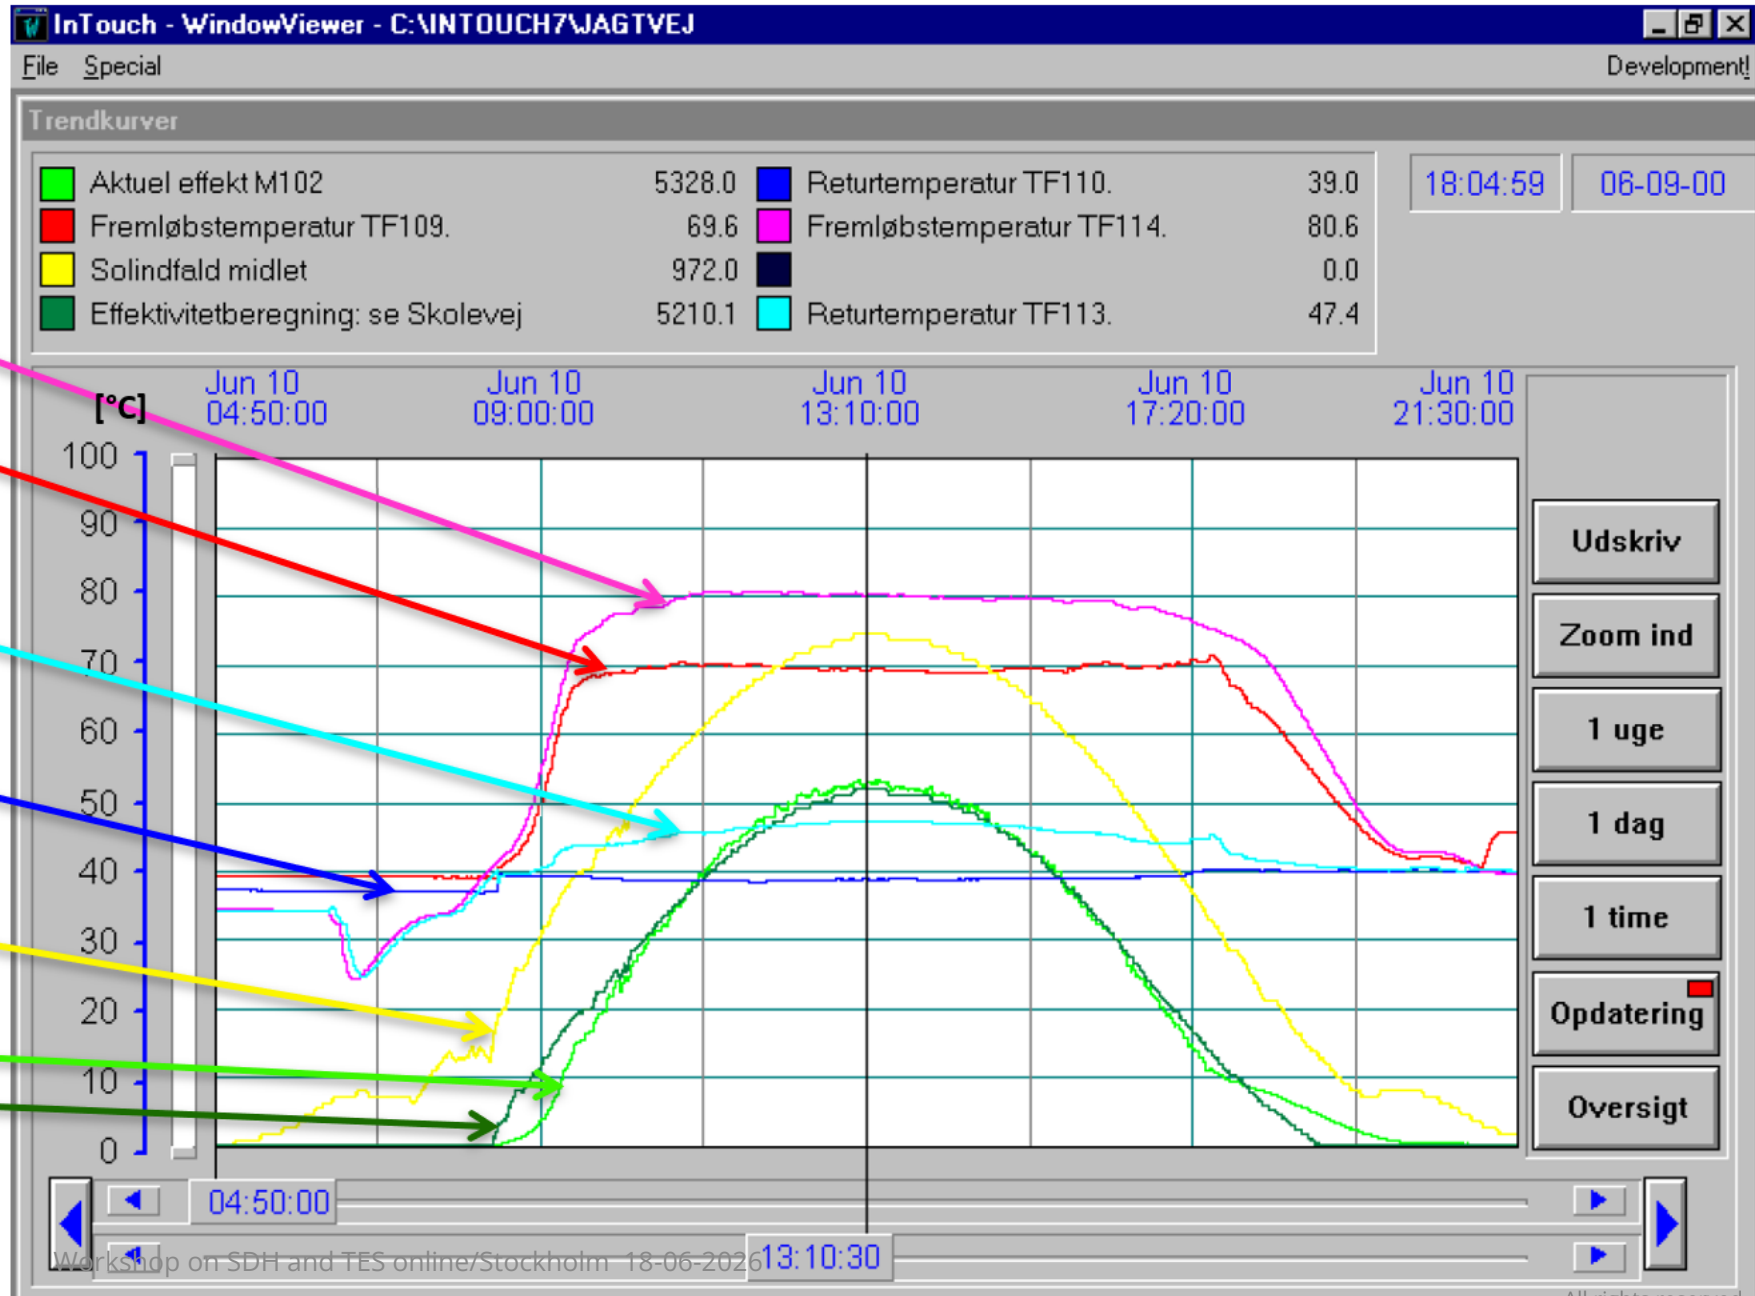 InTouch - WindowViewer - C:\INTOUCH7\JAGTVEJ
File Special Development!
Trendkurver
Aktuel effekt M102 5328.0 Returtemperatur TF110. 39.0 18:04:59 06-09-00
Fremløbstemperatur TF109. 69.6 Fremløbstemperatur TF114. 80.6
Solindfald midlet 972.0 0.0
Effektivitetberegning: se Skolevej 5210.1 Returtemperatur TF113. 47.4
Jun 10 Jun 10 Jun 10 Jun 10 Jun 10
[°C] 04:50:00 09:00:00 13:10:00 17:20:00 21:30:00
100
90
Udskriv
80
Zoom ind
70
60
1 uge
50
1 dag
40
1 time
30
20
Opdatering
10
Oversigt
0
04:50:00
Workshop on SDH and TES online/Stockholm 18-06-2026
13:10:30
All rights reserved